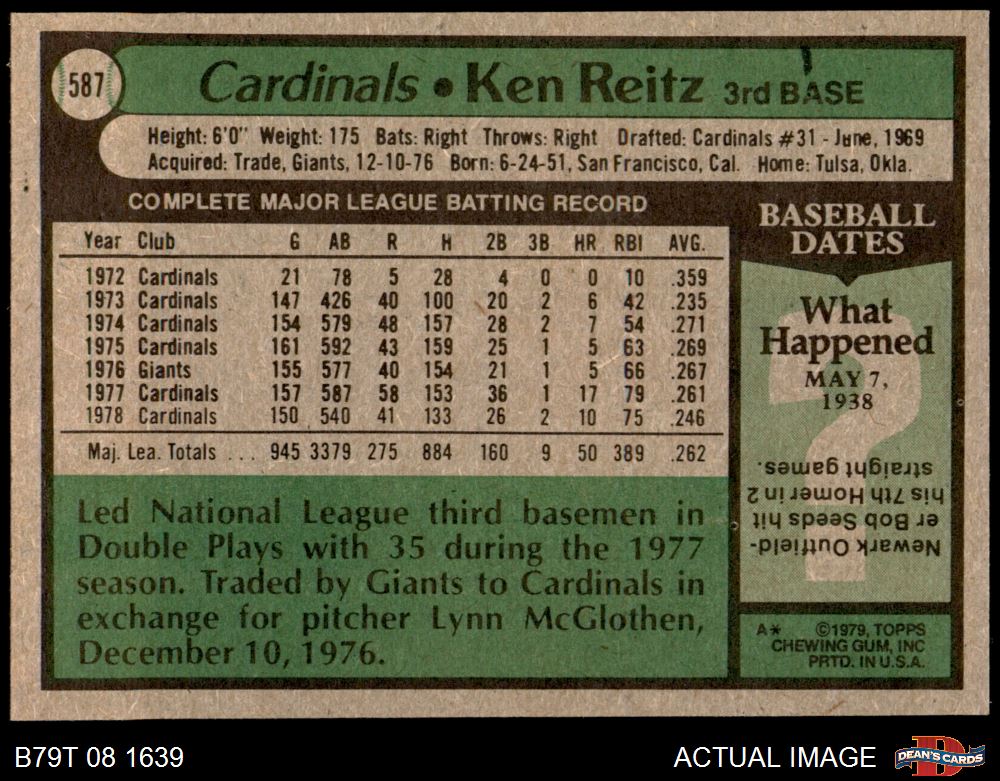 587
Cardinals • Ken Reitz 3rd BASE
Height: 6'0" Weight: 175 Bats: Right Throws: Right Drafted: Cardinals #31 - June, 1969
Acquired: Trade, Giants, 12-10-76 Born: 6-24-51, San Francisco, Cal. Home: Tulsa, Okla.
COMPLETE MAJOR LEAGUE BATTING RECORD
Year Club G AB R H 2B 3B HR RBI AVG.
1972 Cardinals 21 78 5 28 4 0 0 10 .359
1973 Cardinals 147 426 40 100 20 2 6 42 .235
1974 Cardinals 154 579 48 157 28 2 7 54 .271
1975 Cardinals 161 592 43 159 25 1 5 63 .269
1976 Giants 155 577 40 154 21 1 5 66 .267
1977 Cardinals 157 587 58 153 36 1 17 79 .261
1978 Cardinals 150 540 41 133 26 2 10 75 .246
Maj. Lea. Totals . . . 945 3379 275 884 160 9 50 389 .262
Led National League third basemen in
Double Plays with 35 during the 1977
season. Traded by Giants to Cardinals in
exchange for pitcher Lynn McGlothen,
December 10, 1976.
BASEBALL
DATES
What
Happened
MAY 7,
1938
?
Newark Outfield-
er Bob Seeds hit
his 7th Homer in 2
straight games.
A* ©1979, TOPPS
CHEWING GUM, INC
PRTD. IN U.S.A.
B79T 08 1639
ACTUAL IMAGE
D
DEAN'S CARDS